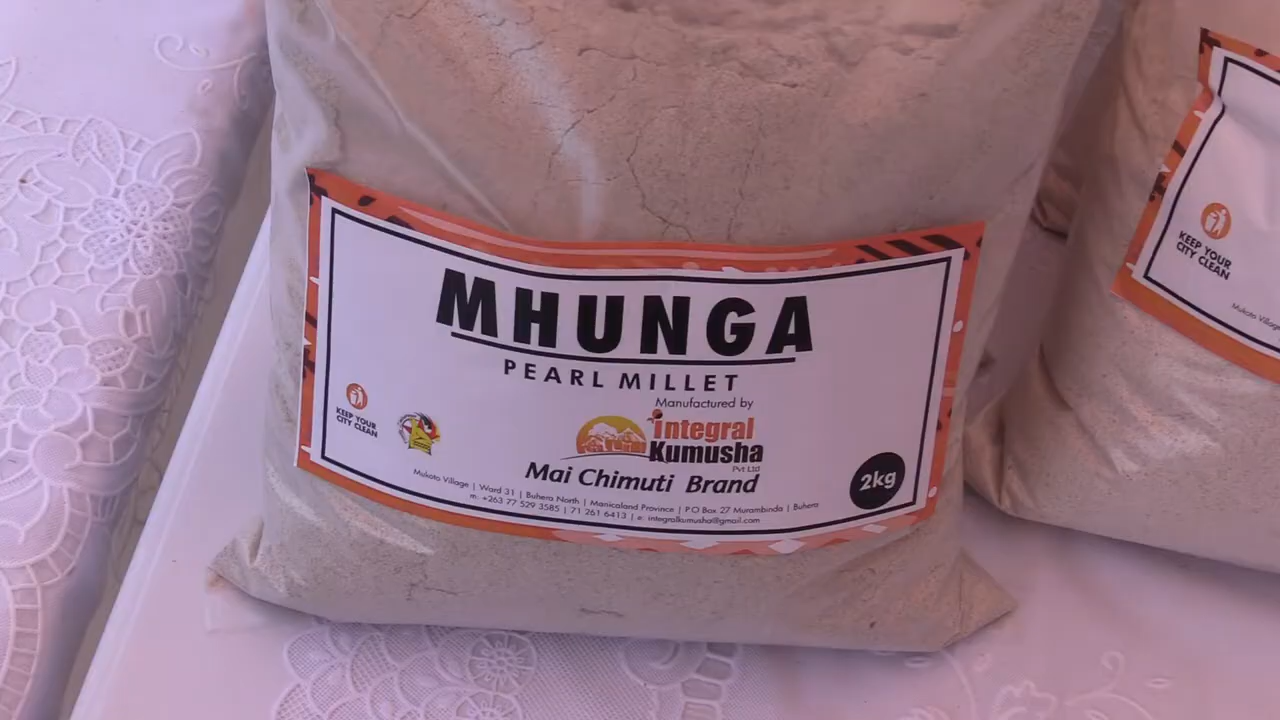 MHUNGA
PEARL MILLET
Manufactured by
integral
Kumusha
Pvt Ltd
Mai Chimuti Brand
KEEP YOUR
CITY CLEAN
2kg
Mukoto Village | Ward 31 | Buhera North | Manicaland Province | P O Box 27 Murambinda | Buhera
m: +263 77 529 3585 | 71 261 6413 | e: integralkumusha@gmail.com
KEEP YOUR
CITY CLEAN
Mukoto Village